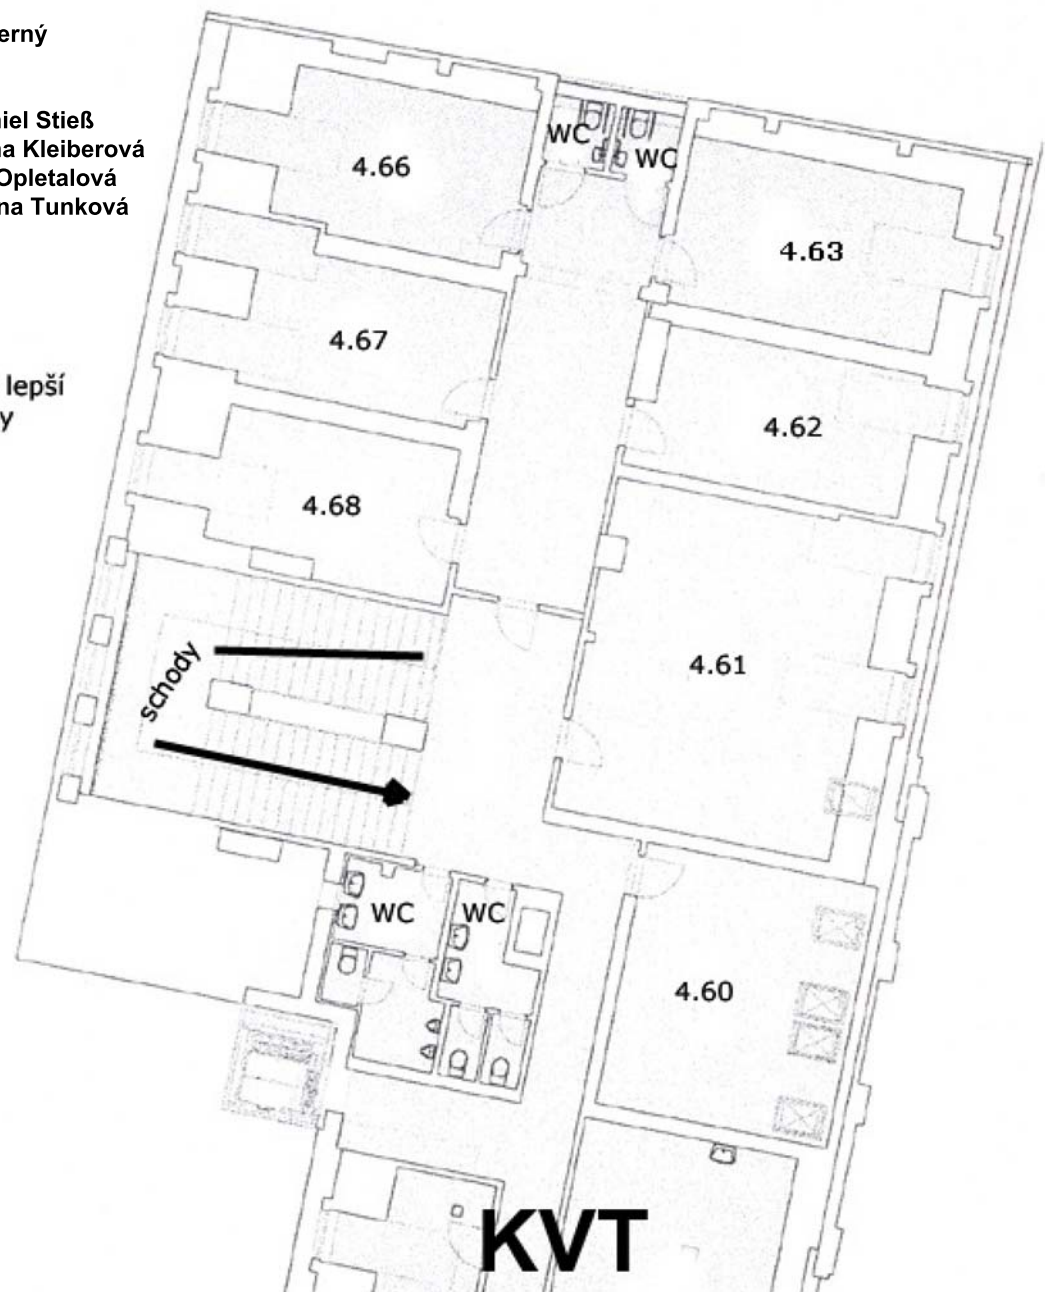 erný
iel Stieß
na Kleiberová
Opletalová
na Tunková
lepší
y
WC
WC
4.66
4.63
4.67
4.62
4.68
4.61
schody
WC
WC
4.60
KVT